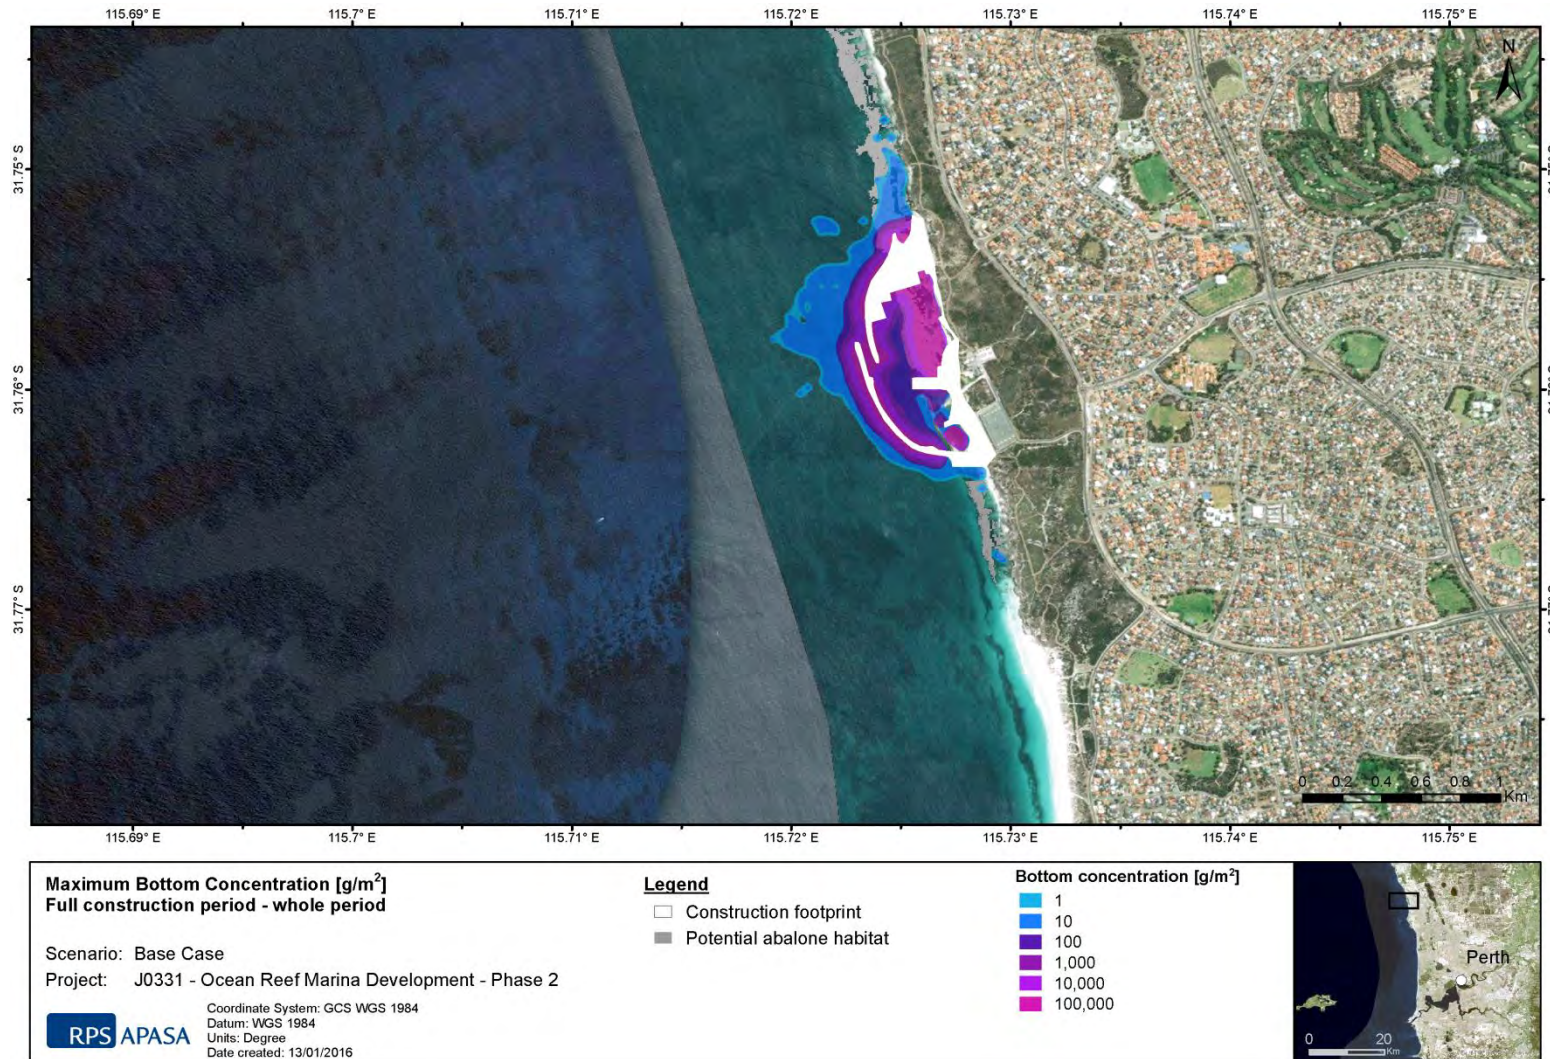 115.69° E
115.7° E
115.71° E
115.72° E
115.73° E
115.74° E
115.75° E
N
31.75° S
31.76° S
31.77° S
0 0.2 0.4 0.6 0.8 1
Km
115.69° E
115.7° E
115.71° E
115.72° E
115.73° E
115.74° E
115.75° E
Maximum Bottom Concentration [g/m²]
Full construction period - whole period
Scenario: Base Case
Project: J0331 - Ocean Reef Marina Development - Phase 2
RPS APASA
Coordinate System: GCS WGS 1984
Datum: WGS 1984
Units: Degree
Date created: 13/01/2016
Legend
Construction footprint
Potential abalone habitat
Bottom concentration [g/m²]
1
10
100
1,000
10,000
100,000
Perth
0 20
Km